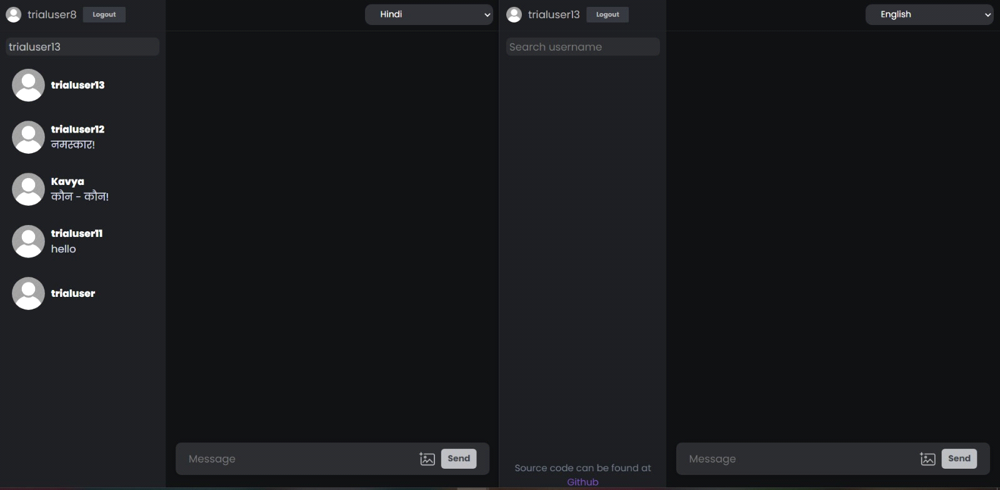 trialuser8
Logout
Hindi
trialuser13
trialuser13
trialuser12
नमस्कार!
Kavya
कौन - कौन!
trialuser11
hello
trialuser
Message
Send
trialuser13
Logout
English
Search username
Source code can be found at
Github
Message
Send